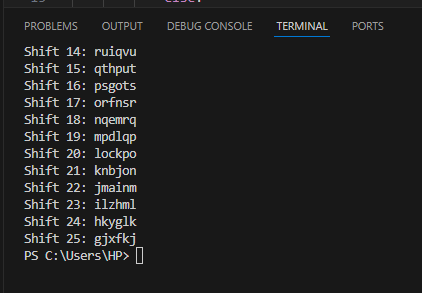 else:
PROBLEMS OUTPUT DEBUG CONSOLE TERMINAL PORTS
Shift 14: ruiqvu
Shift 15: qthput
Shift 16: psgots
Shift 17: orfnsr
Shift 18: nqemrq
Shift 19: mpdlqp
Shift 20: lockpo
Shift 21: knbjon
Shift 22: jmainm
Shift 23: ilzhml
Shift 24: hkyglk
Shift 25: gjxfkj
PS C:\Users\HP>